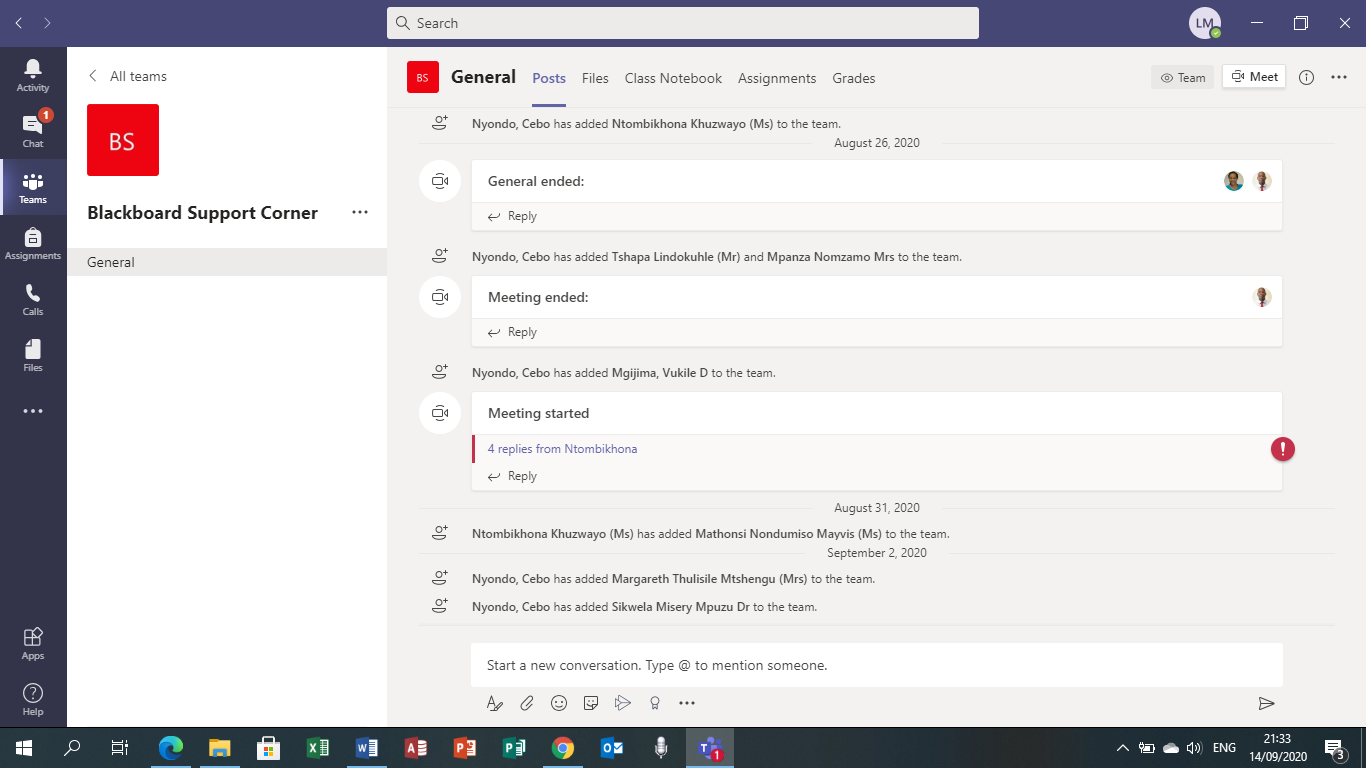 Search
LM
Activity
Chat
1
Teams
Assignments
Calls
Files
Apps
Help
All teams
BS
Blackboard Support Corner
General
BS
General
Posts
Files
Class Notebook
Assignments
Grades
Team
Meet
Nyondo, Cebo has added Ntombikhona Khuzwayo (Ms) to the team.
August 26, 2020
General ended:
Reply
Nyondo, Cebo has added Tshapa Lindokuhle (Mr) and Mpanza Nomzamo Mrs to the team.
Meeting ended:
Reply
Nyondo, Cebo has added Mgijima, Vukile D to the team.
Meeting started
4 replies from Ntombikhona
!
Reply
August 31, 2020
Ntombikhona Khuzwayo (Ms) has added Mathonsi Nondumiso Mayvis (Ms) to the team.
September 2, 2020
Nyondo, Cebo has added Margareth Thulisile Mtshengu (Mrs) to the team.
Nyondo, Cebo has added Sikwela Misery Mpuzu Dr to the team.
Start a new conversation. Type @ to mention someone.
1
ENG
21:33
14/09/2020
3